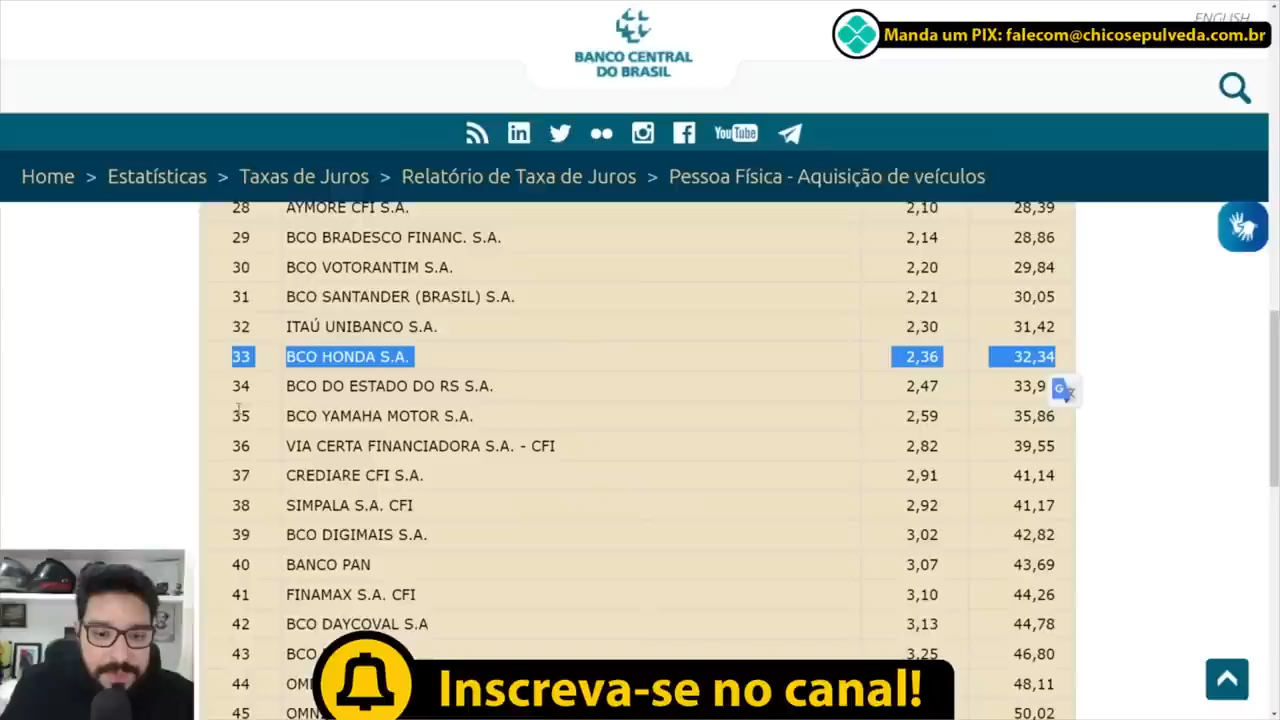 ENGLISH
Manda um PIX: falecom@chicosepulveda.com.br
BANCO CENTRAL
DO BRASIL
in
You Tube
Home > Estatísticas > Taxas de Juros > Relatório de Taxa de Juros > Pessoa Física - Aquisição de veículos
28 AYMORÉ CFI S.A. 2,10 28,39
29 BCO BRADESCO FINANC. S.A. 2,14 28,86
30 BCO VOTORANTIM S.A. 2,20 29,84
31 BCO SANTANDER (BRASIL) S.A. 2,21 30,05
32 ITAÚ UNIBANCO S.A. 2,30 31,42
33 BCO HONDA S.A. 2,36 32,34
34 BCO DO ESTADO DO RS S.A. 2,47 33,9
35 BCO YAMAHA MOTOR S.A. 2,59 35,86
36 VIA CERTA FINANCIADORA S.A. - CFI 2,82 39,55
37 CREDIARE CFI S.A. 2,91 41,14
38 SIMPALA S.A. CFI 2,92 41,17
39 BCO DIGIMAIS S.A. 3,02 42,82
40 BANCO PAN 3,07 43,69
41 FINAMAX S.A. CFI 3,10 44,26
42 BCO DAYCOVAL S.A 3,13 44,78
43 BCO 3,25 46,80
44 48,11
45 50,02
Inscreva-se no canal!